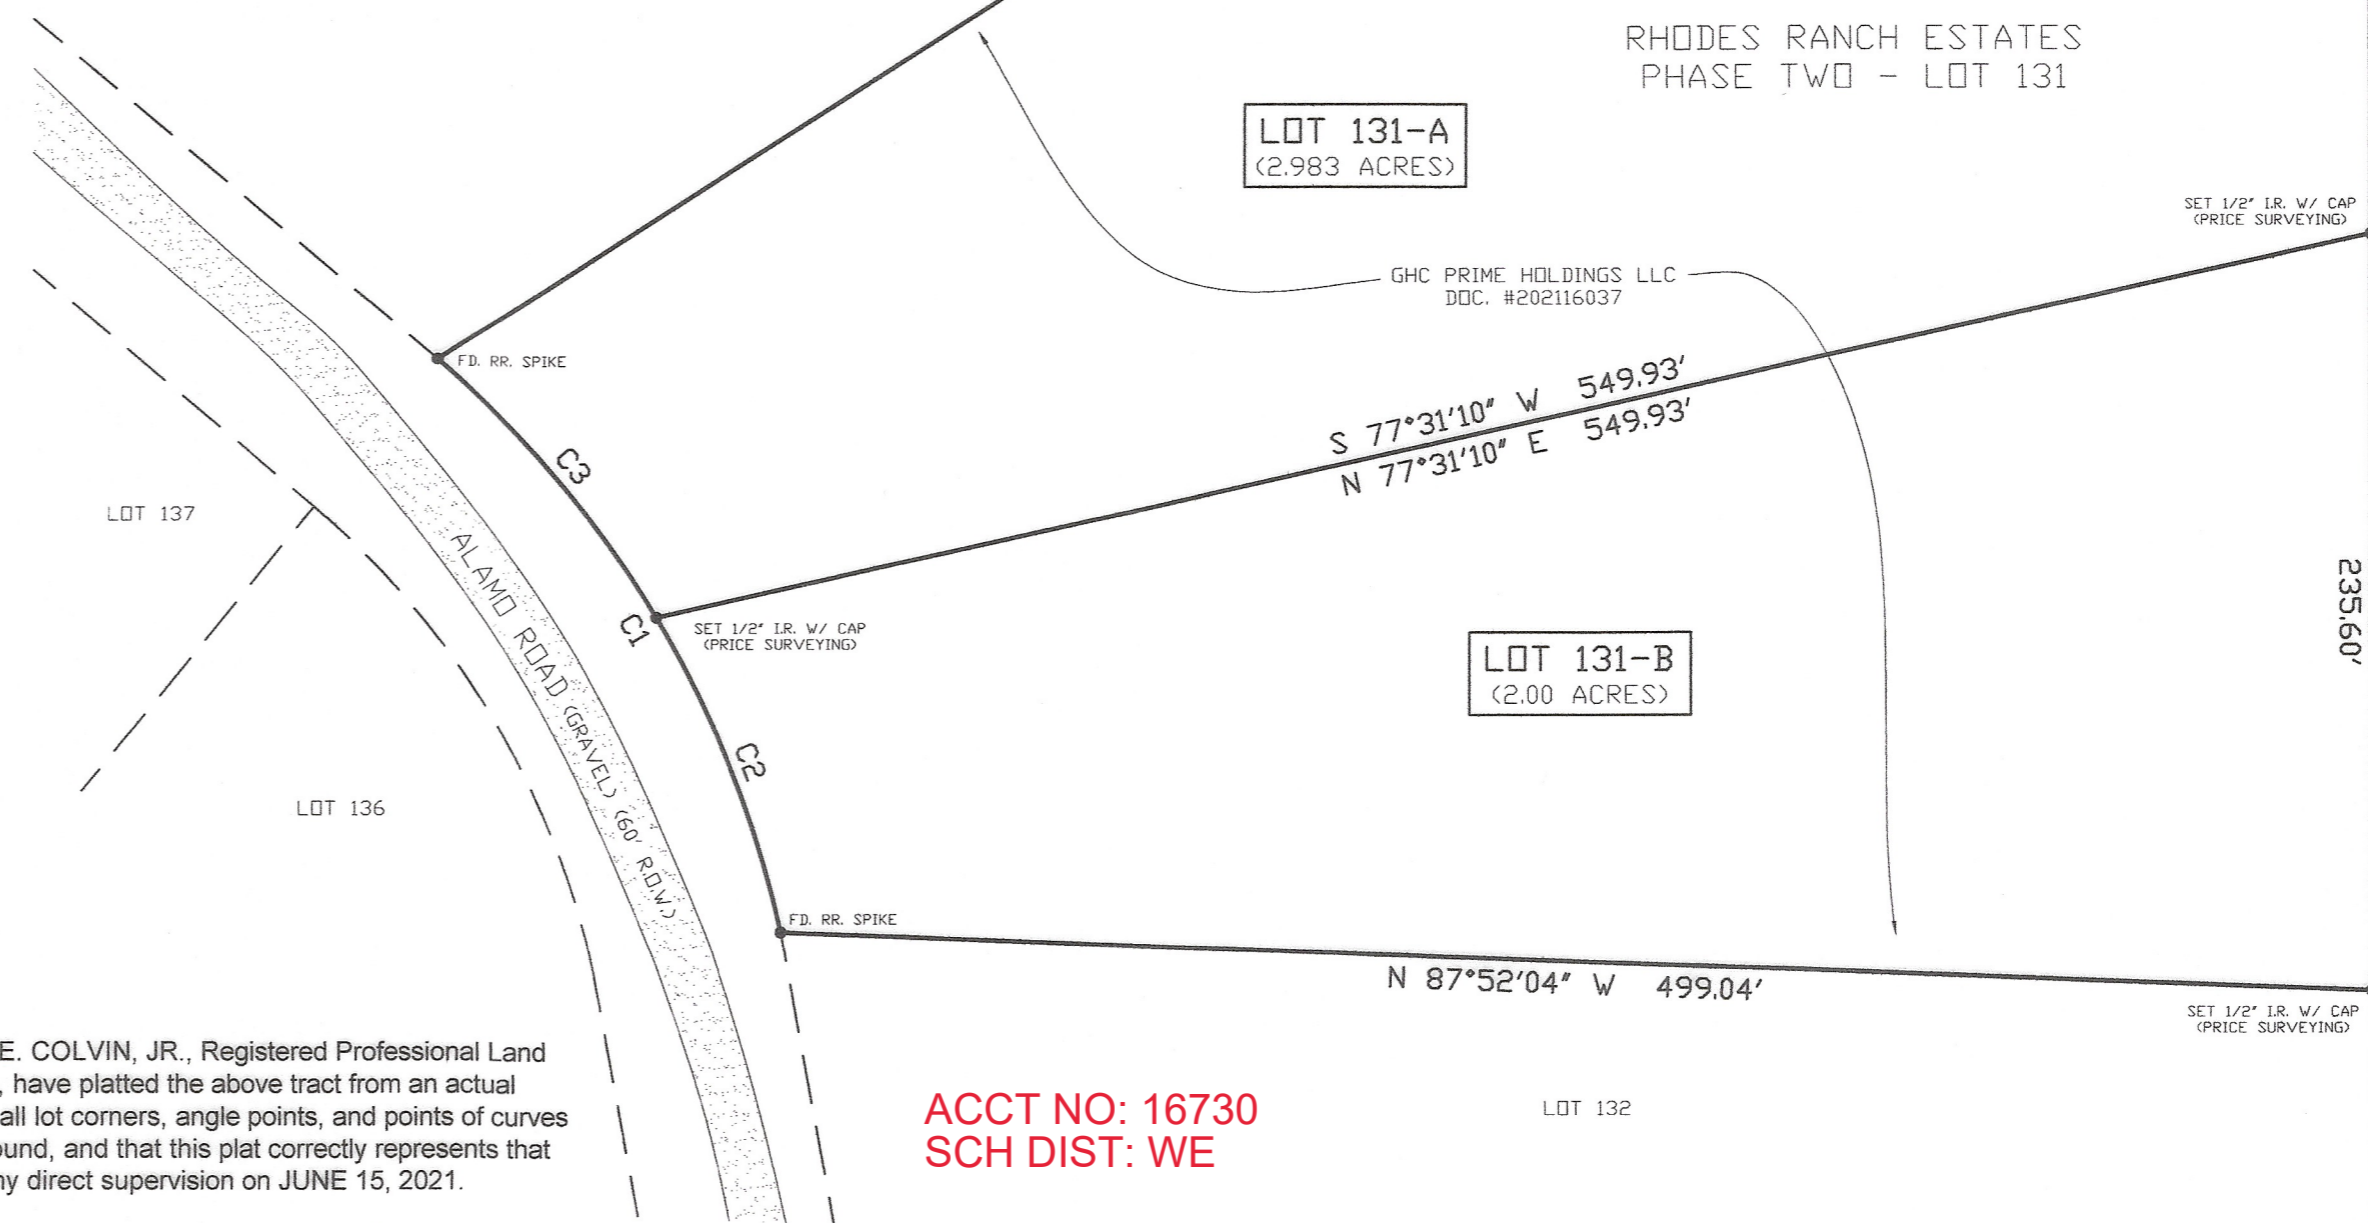 RHODES RANCH ESTATES
PHASE TWO - LOT 131
LOT 131-A
(2.983 ACRES)
SET 1/2" I.R. W/ CAP
(PRICE SURVEYING)
GHC PRIME HOLDINGS LLC
DOC. #202116037
FD. RR. SPIKE
S 77°31'10" W 549.93'
N 77°31'10" E 549.93'
C3
LOT 137
ALAMO ROAD (GRAVEL) (60' R.O.W.)
C1
SET 1/2" I.R. W/ CAP
(PRICE SURVEYING)
235.60'
LOT 131-B
(2.00 ACRES)
C2
LOT 136
FD. RR. SPIKE
N 87°52'04" W 499.04'
SET 1/2" I.R. W/ CAP
(PRICE SURVEYING)
E. COLVIN, JR., Registered Professional Land
, have platted the above tract from an actual
all lot corners, angle points, and points of curves
ound, and that this plat correctly represents that
ny direct supervision on JUNE 15, 2021.
ACCT NO: 16730
SCH DIST: WE
LOT 132